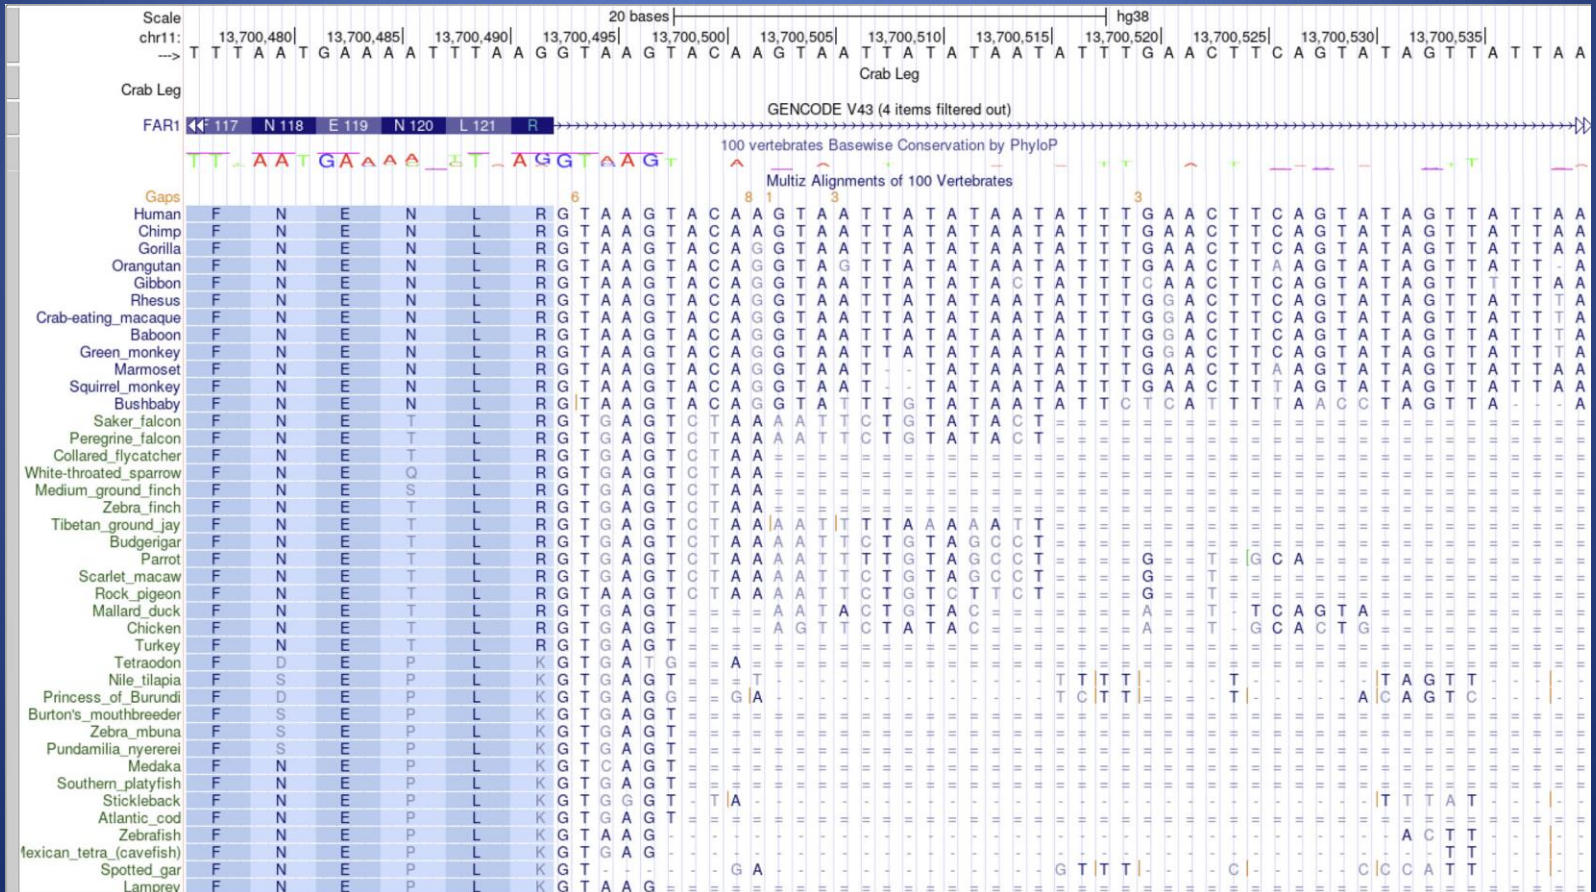 Scale 20 bases hg38
chr11: 13,700,480 13,700,485 13,700,490 13,700,495 13,700,500 13,700,505 13,700,510 13,700,515 13,700,520 13,700,525 13,700,530 13,700,535
---> T T T A A T G A A A A T T T A G G T A A G T A C A A G T A A T T A T A T A A T A T T T G A A C T T C A G T A T A G T T A T T A A
Crab Leg
Crab Leg
GENCODE V43 (4 items filtered out)
FAR1 F 117 N 118 E 119 N 120 L 121 R
100 vertebrates Basewise Conservation by PhyloP
Multiz Alignments of 100 Vertebrates
Gaps 6 8 1 3 3
Human F N E N L R G T A A G T A C A A G T A A T T A T A T A A T A T T T G A A C T T C A G T A T A G T T A T T A A
Chimp F N E N L R G T A A G T A C A A G T A A T T A T A T A A T A T T T G A A C T T C A G T A T A G T T A T T A A
Gorilla F N E N L R G T A A G T A C A G G T A A T T A T A T A A T A T T T G A A C T T C A G T A T A G T T A T T A A
Orangutan F N E N L R G T A A G T A C A G G T A G T T A T A T A A T A T T T G A A C T T A A G T A T A G T T A T T - A
Gibbon F N E N L R G T A A G T A C A G G T A A T T A T A T A C T A T T T C A A C T T C A G T A T A G T T T T T A A
Rhesus F N E N L R G T A A G T A C A G G T A A T T A T A T A A T A T T T G G A C T T C A G T A T A G T T A T T T A
Crab-eating_macaque F N E N L R G T A A G T A C A G G T A A T T A T A T A A T A T T T G G A C T T C A G T A T A G T T A T T T A
Baboon F N E N L R G T A A G T A C A G G T A A T T A T A T A A T A T T T G G A C T T C A G T A T A G T T A T T T A
Green_monkey F N E N L R G T A A G T A C A G G T A A T T A T A T A A T A T T T G G A C T T C A G T A T A G T T A T T T A
Marmoset F N E N L R G T A A G T A C A G G T A A T - - T A T A A T A T T T G A A C T T A A G T A T A G T T A T T A A
Squirrel_monkey F N E N L R G T A A G T A C A G G T A A T - - T A T A A T A T T T G A A C T T T A G T A T A G T T A T T A A
Bushbaby F N E N L R G | T A A G T A C A G G T A T T T G T A T A A T A T T C T C A T T T T A A C C T A G T T A - - - A
Saker_falcon F N E T L R G T G A G T C T A A A A T T C T G T A T A C T = = = = = = = = = = = = = = = = = = = = = = = = =
Peregrine_falcon F N E T L R G T G A G T C T A A A A T T C T G T A T A C T = = = = = = = = = = = = = = = = = = = = = = = = =
Collared_flycatcher F N E T L R G T G A G T C T A A = = = = = = = = = = = = = = = = = = = = = = = = = = = = = = = = = = = = = =
White-throated_sparrow F N E Q L R G T G A G T C T A A = = = = = = = = = = = = = = = = = = = = = = = = = = = = = = = = = = = = = =
Medium_ground_finch F N E S L R G T G A G T C T A A = = = = = = = = = = = = = = = = = = = = = = = = = = = = = = = = = = = = = =
Zebra_finch F N E T L R G T G A G T C T A A = = = = = = = = = = = = = = = = = = = = = = = = = = = = = = = = = = = = = =
Tibetan_ground_jay F N E T L R G T G A G T C T A A | A A T | T T T A A A A A T T = = = = = = = = = = = = = = = = = = = = = = = = =
Budgerigar F N E T L R G T G A G T C T A A A A T T C T G T A G C C T = = = = = = = = = = = = = = = = = = = = = = = = =
Parrot F N E T L R G T G A G T C T A A A A T T T T G T A G C C T = = = = G = = T = [ G C A = = = = = = = = = = = = =
Scarlet_macaw F N E T L R G T G A G T C T A A A A T T C T G T A G C C T = = = = G = = T = = = = = = = = = = = = = = = = =
Rock_pigeon F N E T L R G T A A G T C T A A A A T T C T G T C T T C T = = = = G = = T = = = = = = = = = = = = = = = = =
Mallard_duck F N E T L R G T G A G T = = = = A A T A C T G T A C = = = = = = = A = = T - T C A G T A = = = = = = = = = =
Chicken F N E T L R G T G A G T = = = = A G T T C T A T A C = = = = = = = A = = T - G C A C T G = = = = = = = = = =
Turkey F N E T L R G T G A G T = = = = = = = = = = = = = = = = = = = = = = = = = = = = = = = = = = = = = = = = = =
Tetraodon F D E P L K G T G A T G = = A = = = = = = = = = = = = = = = = = = = = = = = = = = = = = = = = = = = = = = =
Nile_tilapia F S E P L K G T G A G T = = = T - - - - - - - - - - - - - T T | T T | - - - - T - - - - - - | T A G T T - - - | - -
Princess_of_Burundi F D E P L K G T G A G G = = G | A - - - - - - - - - - - - - T C | T T | = = = - T | - - - - - A | C A G T C - - - | - -
Burton's_mouthbreeder F S E P L K G T G A G T = = = = = = = = = = = = = = = = = = = = = = = = = = = = = = = = = = = = = = = = = =
Zebra_mbuna F S E P L K G T G A G T = = = = = = = = = = = = = = = = = = = = = = = = = = = = = = = = = = = = = = = = = =
Pundamilia_nyererei F S E P L K G T G A G T = = = = = = = = = = = = = = = = = = = = = = = = = = = = = = = = = = = = = = = = = =
Medaka F N E P L K G T C A G T = = = = = = = = = = = = = = = = = = = = = = = = = = = = = = = = = = = = = = = = = =
Southern_platyfish F N E P L K G T G A G T = = = = = = = = = = = = = = = = = = = = = = = = = = = = = = = = = = = = = = = = = =
Stickleback F N E P L K G T G G G T - T | A - - - - - - - - - - - - - - - - - - - - - - - - - - - - - | T T T A T - - - | - -
Atlantic_cod F N E P L K G T G A G T = = = = = = = = = = = = = = = = = = = = = = = = = = = = = = = = = = = = = = = = = =
Zebrafish F N E P L K G T A A G - - - - - - - - - - - - - - - - - - - - - - - - - - - - - - - - - - A C T T - - - | - -
Mexican_tetra_(cavefish) F N E P L K G T G A G - - - - - - - - - - - - - - - - - - - - - - - - - - - - - - - - - - - - T T - - - | - -
Spotted_gar F N E P L K G T - - - - - - G A - - - - - - - - - - - - - G T | T T | - - - - C | - - - - - C | C C A T T - - - | - -
Lamprey F N E P L K G T A A G = = = = = = = = = = = = = = = = = = = = = = = = = = = = = = = = = = = = = = = = = = =